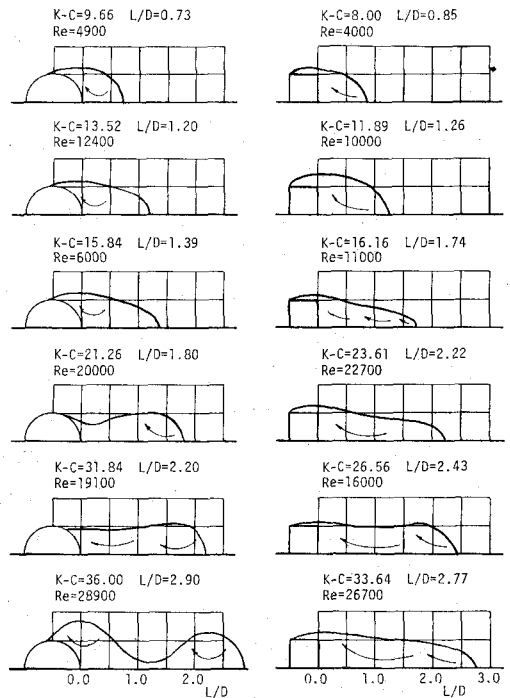 K-C=9.66 L/D=0.73
Re=4900
K-C=8.00 L/D=0.85
Re=4000
K-C=13.52 L/D=1.20
Re=12400
K-C=11.89 L/D=1.26
Re=10000
K-C=15.84 L/D=1.39
Re=6000
K-C=16.16 L/D=1.74
Re=11000
K-C=21.26 L/D=1.80
Re=20000
K-C=23.61 L/D=2.22
Re=22700
K-C=31.84 L/D=2.20
Re=19100
K-C=26.56 L/D=2.43
Re=16000
K-C=36.00 L/D=2.90
Re=28900
K-C=33.64 L/D=2.77
Re=26700
0.0 1.0 2.0 L/D
0.0 1.0 2.0 3.0
L/D